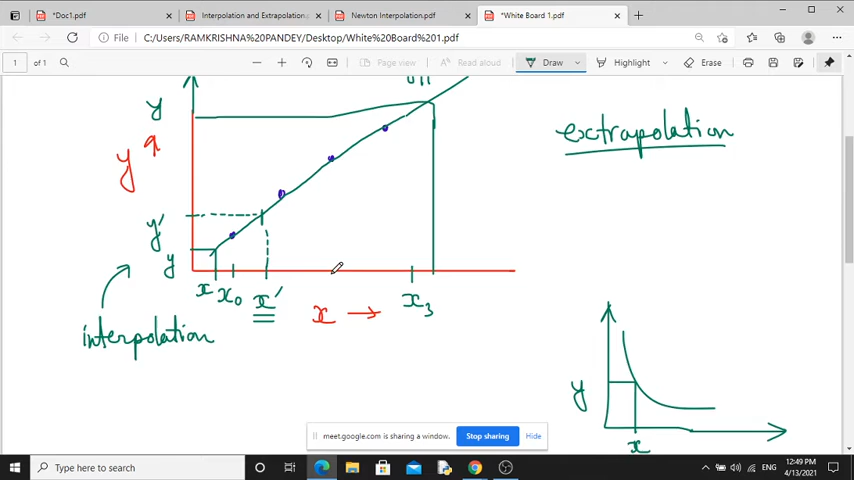 *Doc1.pdf
Interpolation and Extrapolation.p
Newton Interpolation.pdf
*White Board 1.pdf
File C:/Users/RAMKRISHNA%20PANDEY/Desktop/White%20Board%201.pdf
1 of 1
Page view
Read aloud
Draw
Highlight
Erase
y
y
extrapolation
y'
y
x x0 x' x → x3
interpolation
y
x
meet.google.com is sharing a window.
Stop sharing
Hide
Type here to search
ENG
12:49 PM
4/13/2021